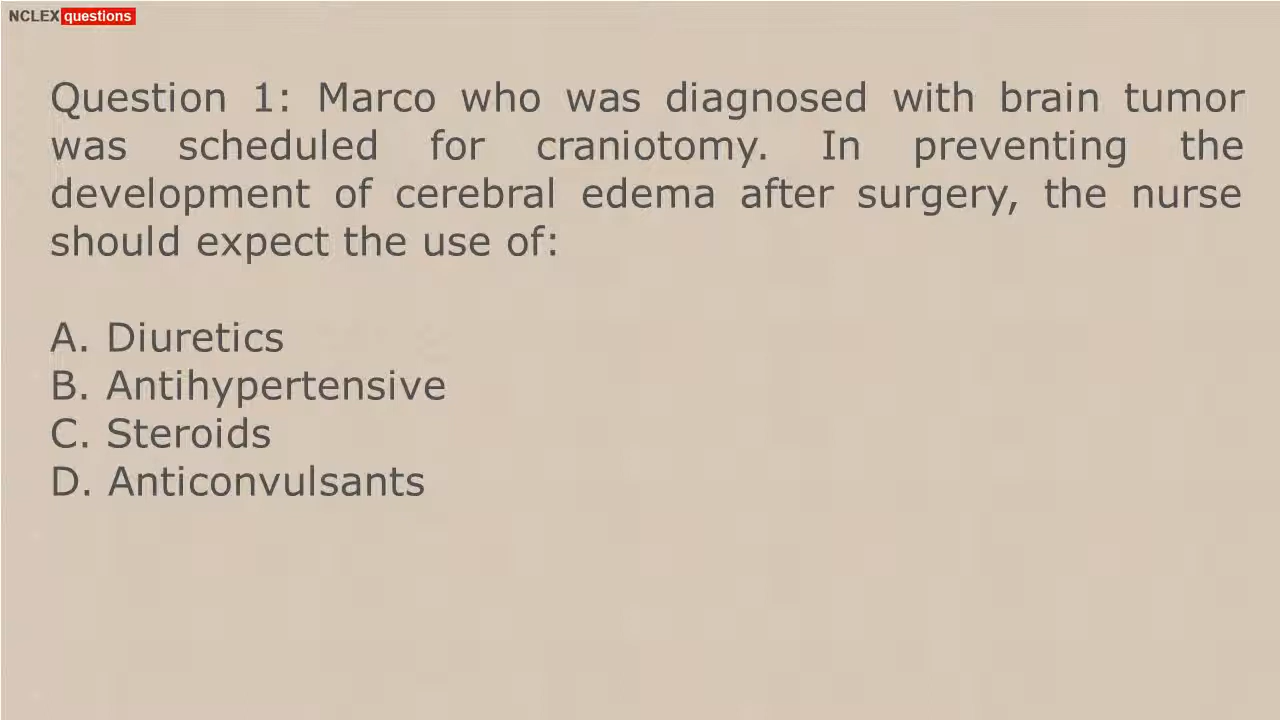 NCLEX questions
Question 1: Marco who was diagnosed with brain tumor
was scheduled for craniotomy. In preventing the
development of cerebral edema after surgery, the nurse
should expect the use of:
A. Diuretics
B. Antihypertensive
C. Steroids
D. Anticonvulsants